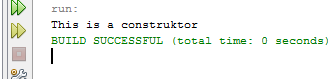 run:
This is a construktor
BUILD SUCCESSFUL (total time: 0 seconds)